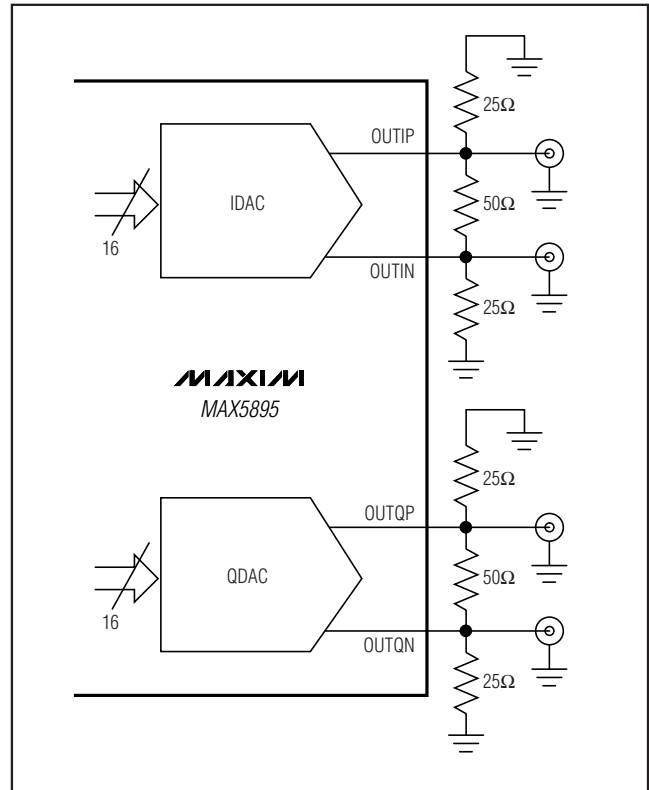 25Ω
OUTIP
50Ω
IDAC
16
OUTIN
25Ω
MAXIM
MAX5895
25Ω
OUTQP
50Ω
QDAC
16
OUTQN
25Ω